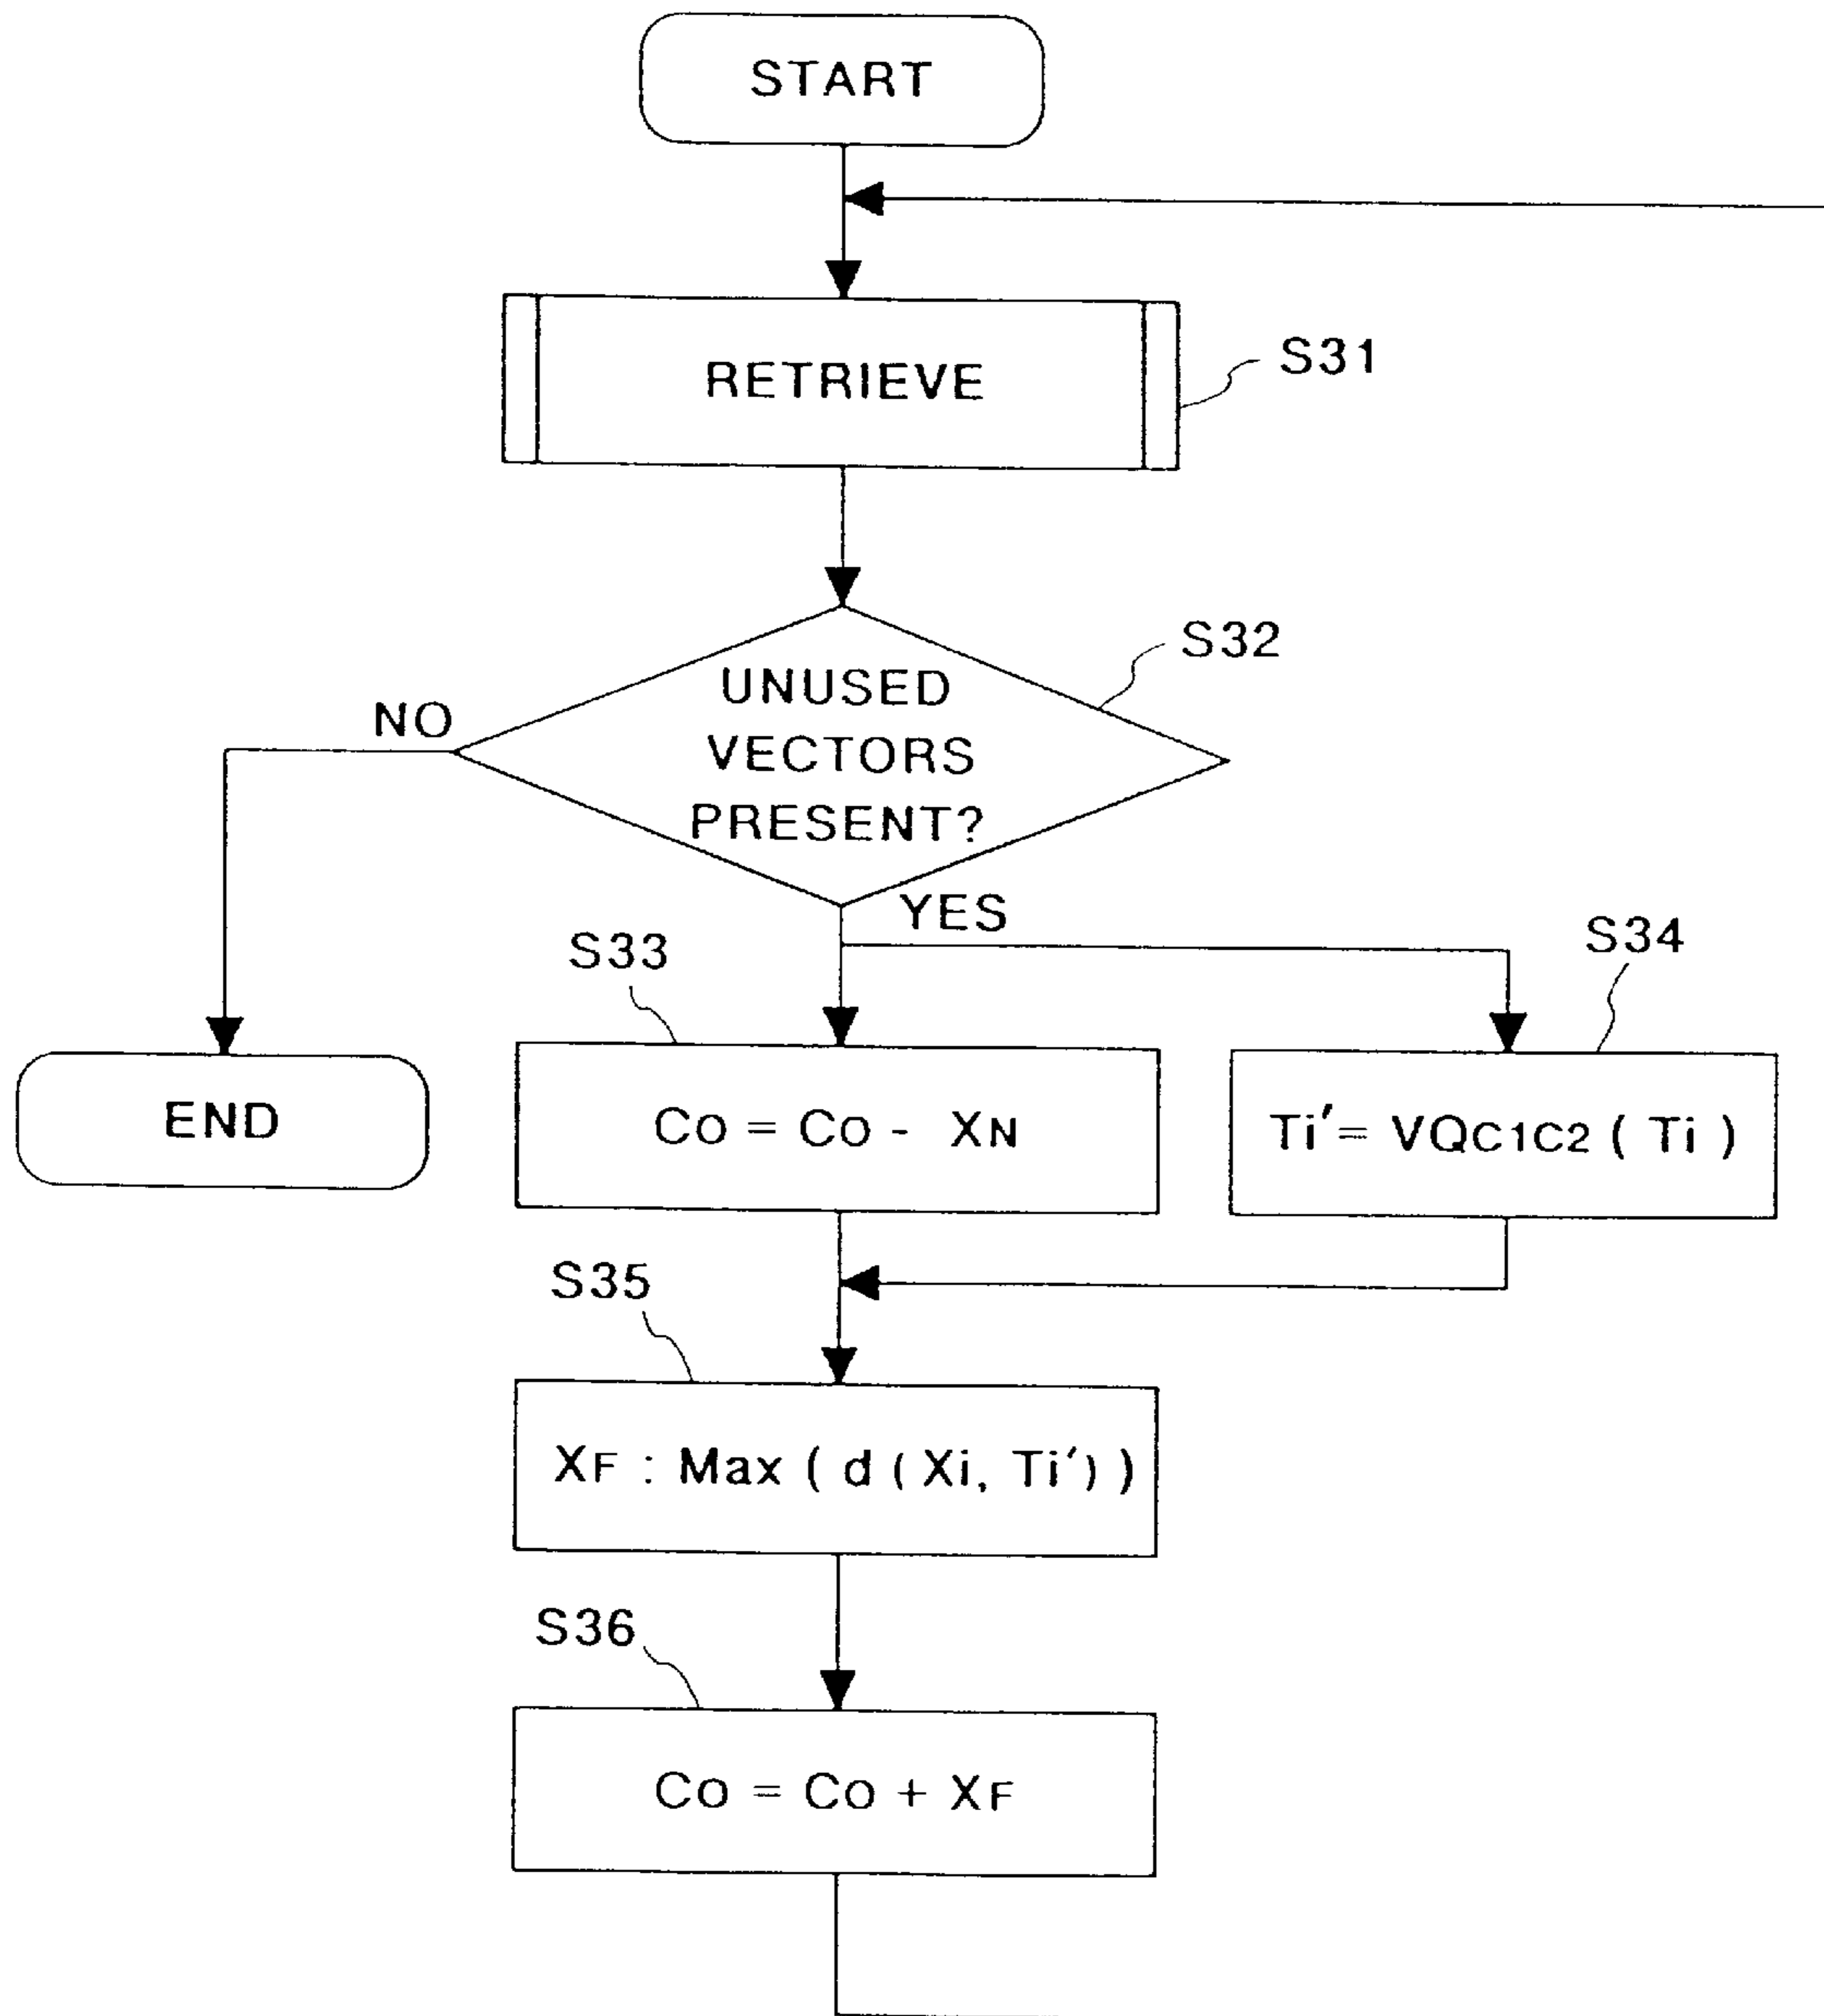 START
RETRIEVE
S31
S32
UNUSED
VECTORS
PRESENT?
NO
YES
S33
S34
END
Co = Co - XN
Ti′= VQC1C2 ( Ti )
S35
XF : Max ( d ( Xi, Ti′) )
S36
Co = Co + XF